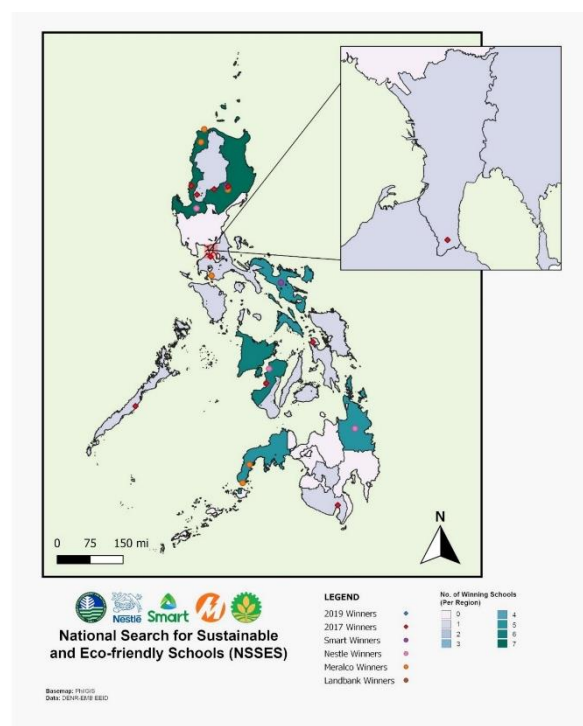 N
0 75 150 mi
Nestlé
Smart
National Search for Sustainable
and Eco-friendly Schools (NSSES)
Basemap: PhilGIS
Data: DENR-EMB-EEID
LEGEND
2019 Winners
2017 Winners
Smart Winners
Nestle Winners
Meralco Winners
Landbank Winners
No. of Winning Schools
(Per Region)
0
1
2
3
4
5
6
7